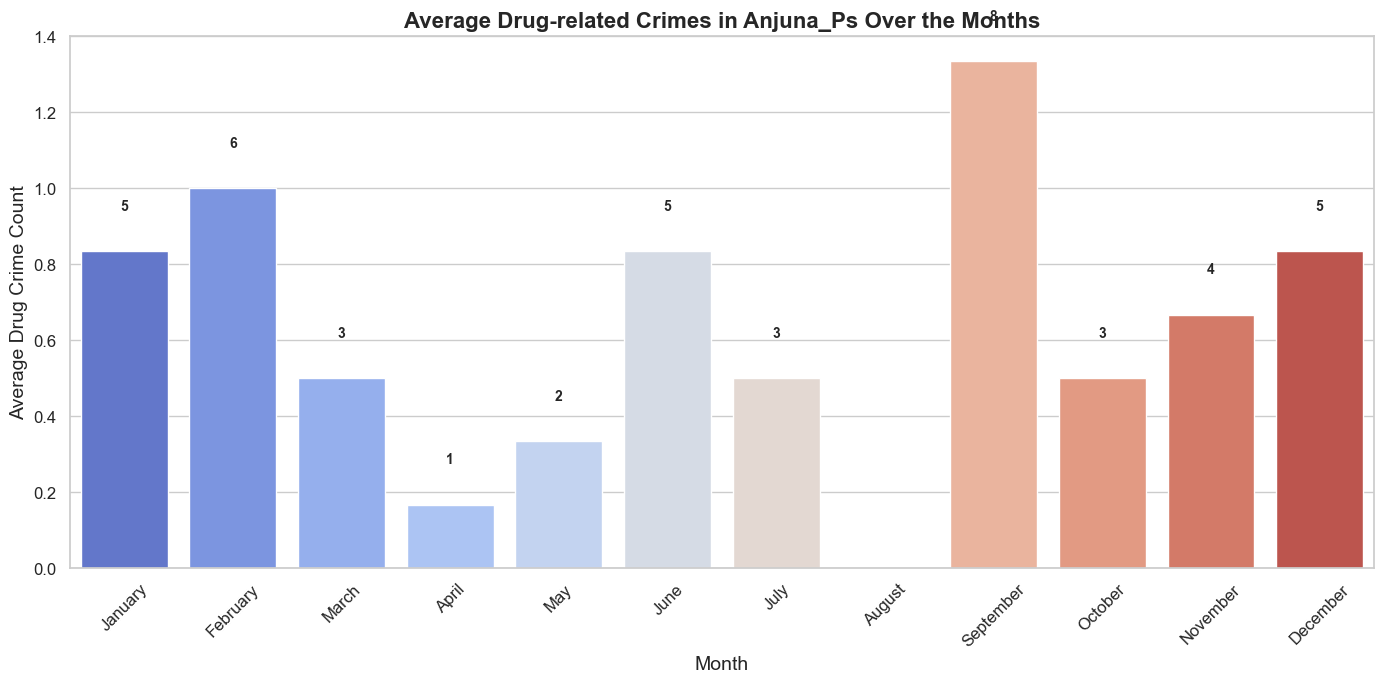 Average Drug-related Crimes in Anjuna_Ps Over the Months
8
1.4
1.2
1.0
0.8
0.6
0.4
0.2
0.0
Average Drug Crime Count
5
6
3
1
2
5
3
3
4
5
January
February
March
April
May
June
July
August
September
October
November
December
Month